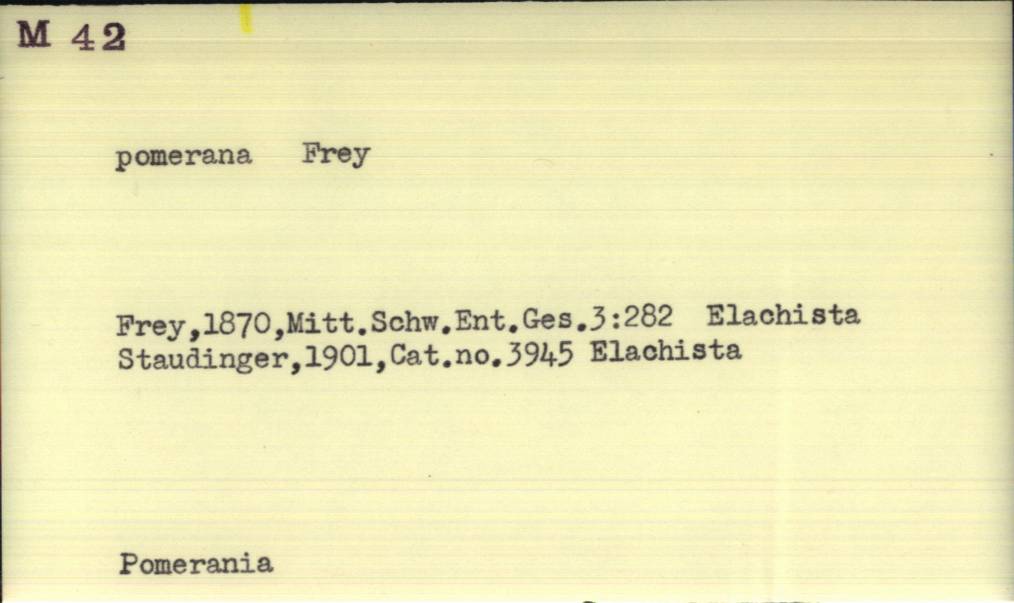 M 42
pomerana Frey
Frey,1870,Mitt.Schw.Ent.Ges.3:282 Elachista
Staudinger,1901,Cat.no.3945 Elachista
Pomerania